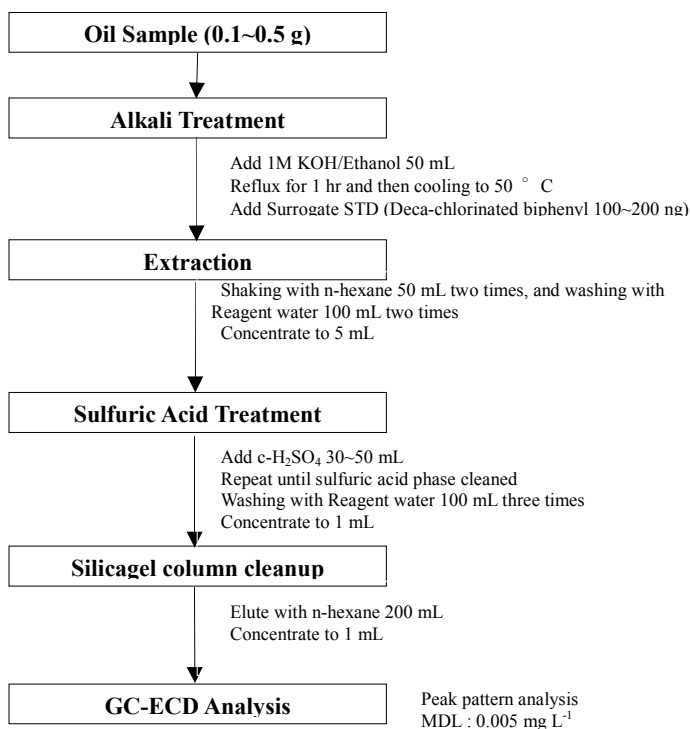 Oil Sample (0.1~0.5 g)
Alkali Treatment
Add 1M KOH/Ethanol 50 mL
Reflux for 1 hr and then cooling to 50 ° C
Add Surrogate STD (Deca-chlorinated biphenyl 100~200 ng)
Extraction
Shaking with n-hexane 50 mL two times, and washing with
Reagent water 100 mL two times
Concentrate to 5 mL
Sulfuric Acid Treatment
Add c-H₂SO₄ 30~50 mL
Repeat until sulfuric acid phase cleaned
Washing with Reagent water 100 mL three times
Concentrate to 1 mL
Silicagel column cleanup
Elute with n-hexane 200 mL
Concentrate to 1 mL
GC-ECD Analysis
Peak pattern analysis
MDL : 0.005 mg L⁻¹